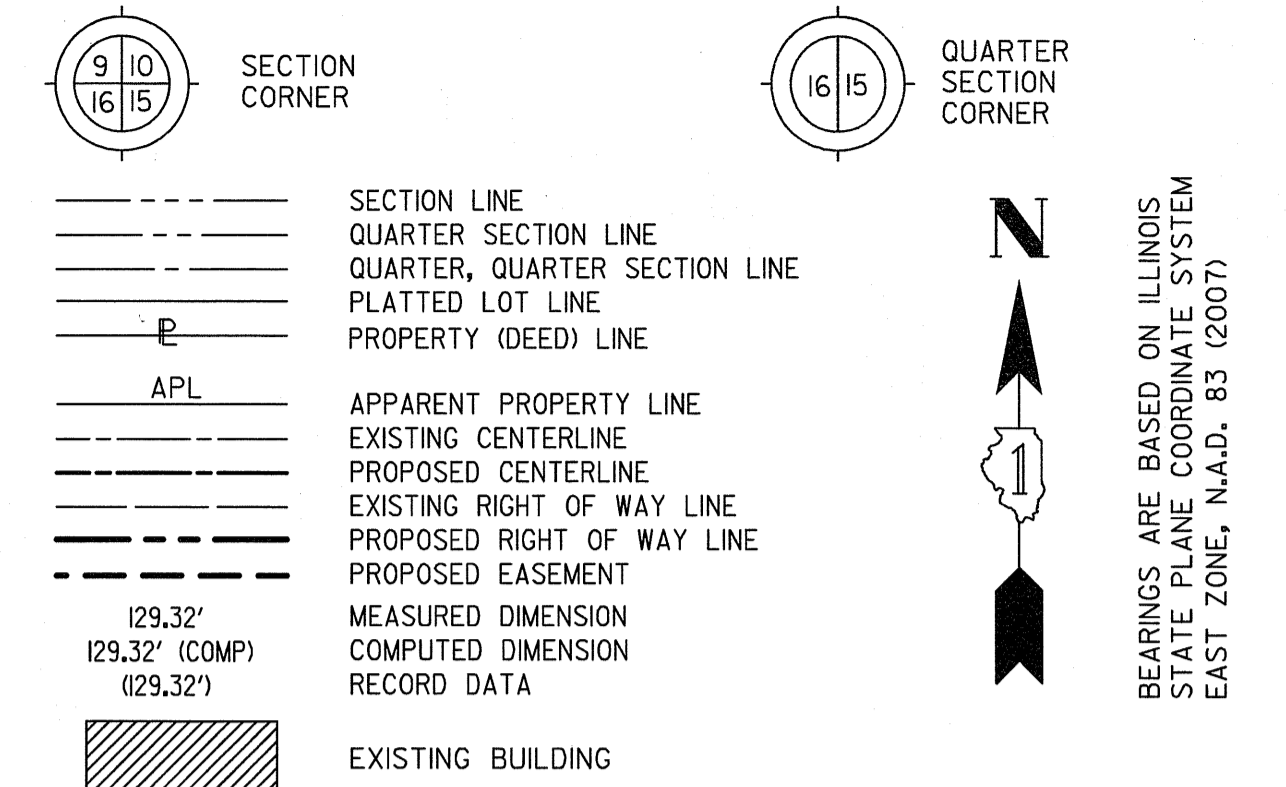 9 10
16 15
SECTION
CORNER
16 15
QUARTER
SECTION
CORNER
SECTION LINE
QUARTER SECTION LINE
QUARTER, QUARTER SECTION LINE
PLATTED LOT LINE
PL PROPERTY (DEED) LINE
APL APPARENT PROPERTY LINE
EXISTING CENTERLINE
PROPOSED CENTERLINE
EXISTING RIGHT OF WAY LINE
PROPOSED RIGHT OF WAY LINE
PROPOSED EASEMENT
129.32' MEASURED DIMENSION
129.32' (COMP) COMPUTED DIMENSION
(129.32') RECORD DATA
EXISTING BUILDING
N
1
BEARINGS ARE BASED ON ILLINOIS
STATE PLANE COORDINATE SYSTEM
EAST ZONE, N.A.D. 83 (2007)